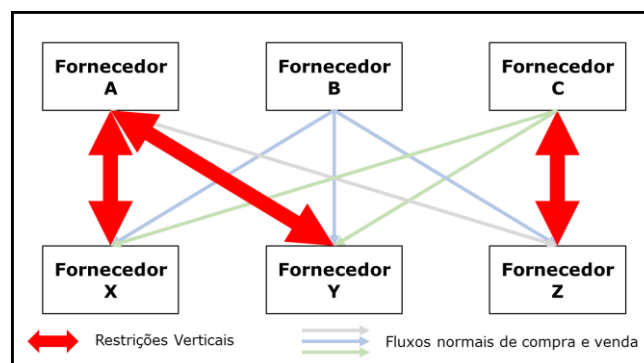 Fornecedor
A
Fornecedor
B
Fornecedor
C
Fornecedor
X
Fornecedor
Y
Fornecedor
Z
Restrições Verticais
Fluxos normais de compra e venda